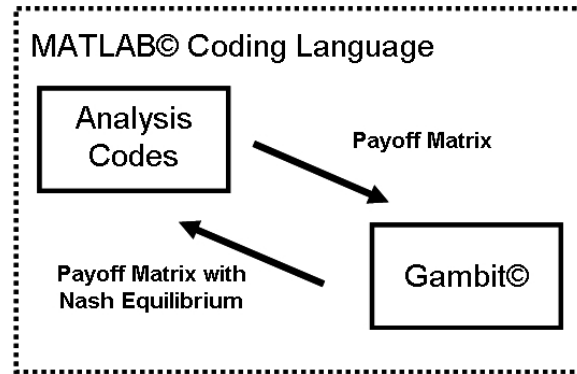 MATLAB© Coding Language
Analysis
Codes
Payoff Matrix
Payoff Matrix with
Nash Equilibrium
Gambit©